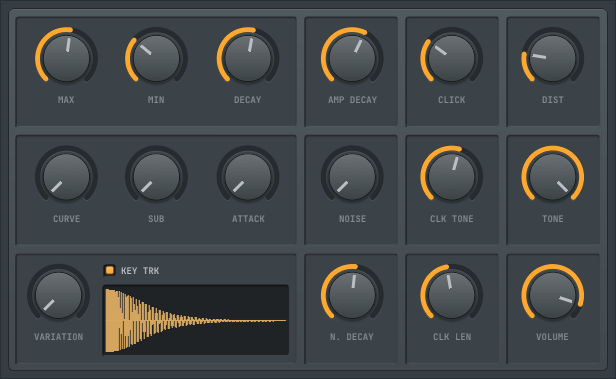 MAX MIN DECAY AMP DECAY CLICK DIST
CURVE SUB ATTACK NOISE CLK TONE TONE
KEY TRK
VARIATION N. DECAY CLK LEN VOLUME